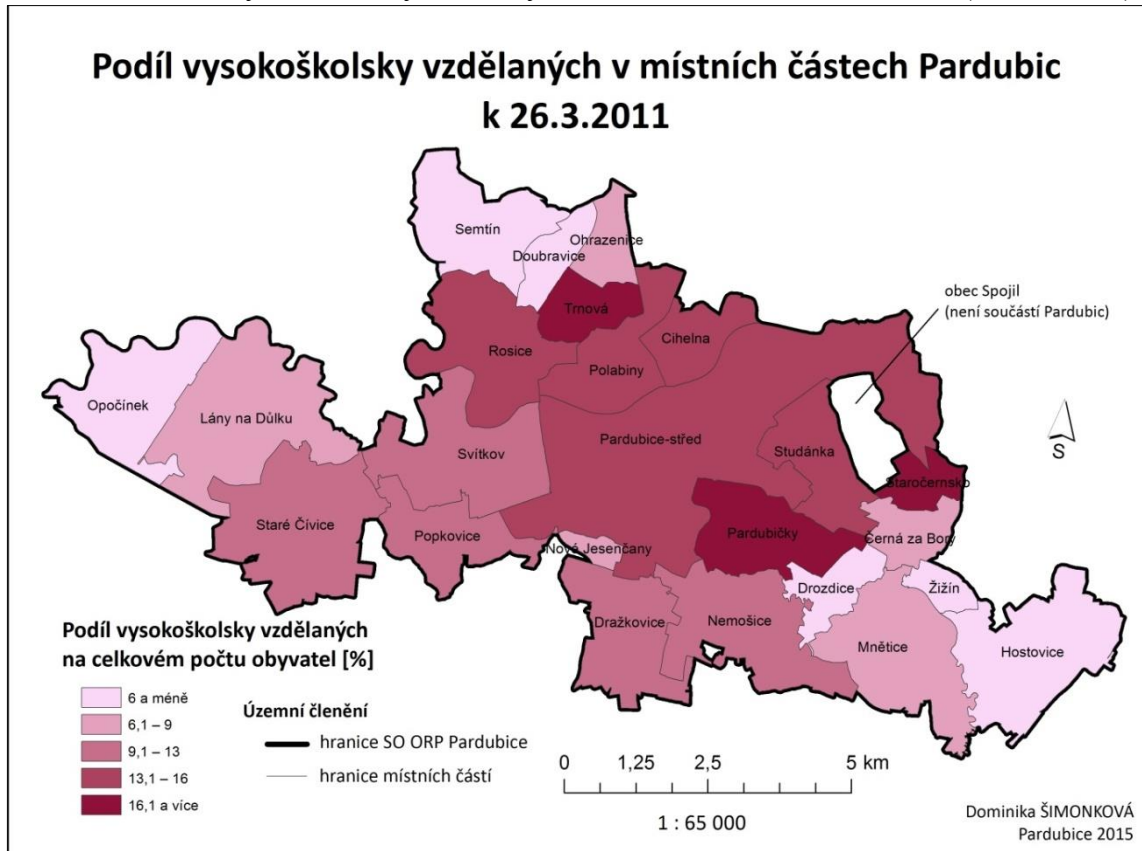 Podíl vysokoškolsky vzdělaných v místních částech Pardubic
k 26.3.2011
Semtín
Doubravice
Ohrazenice
obec Spojil
(není součástí Pardubic)
Trnová
Rosice
Cihelna
Polabiny
Opočínek
Lány na Důlku
Svítkov
Pardubice-střed
Studánka
S
Staročernsko
Staré Čívice
Popkovice
Nové Jesenčany
Pardubičky
Černá za Bory
Drozdice
Žižín
Dražkovice
Nemošice
Mnětice
Hostovice
Podíl vysokoškolsky vzdělaných
na celkovém počtu obyvatel [%]
6 a méně
6,1 – 9
9,1 – 13
13,1 – 16
16,1 a více
Územní členění
hranice SO ORP Pardubice
hranice místních částí
0 1,25 2,5 5 km
1 : 65 000
Dominika ŠIMONKOVÁ
Pardubice 2015